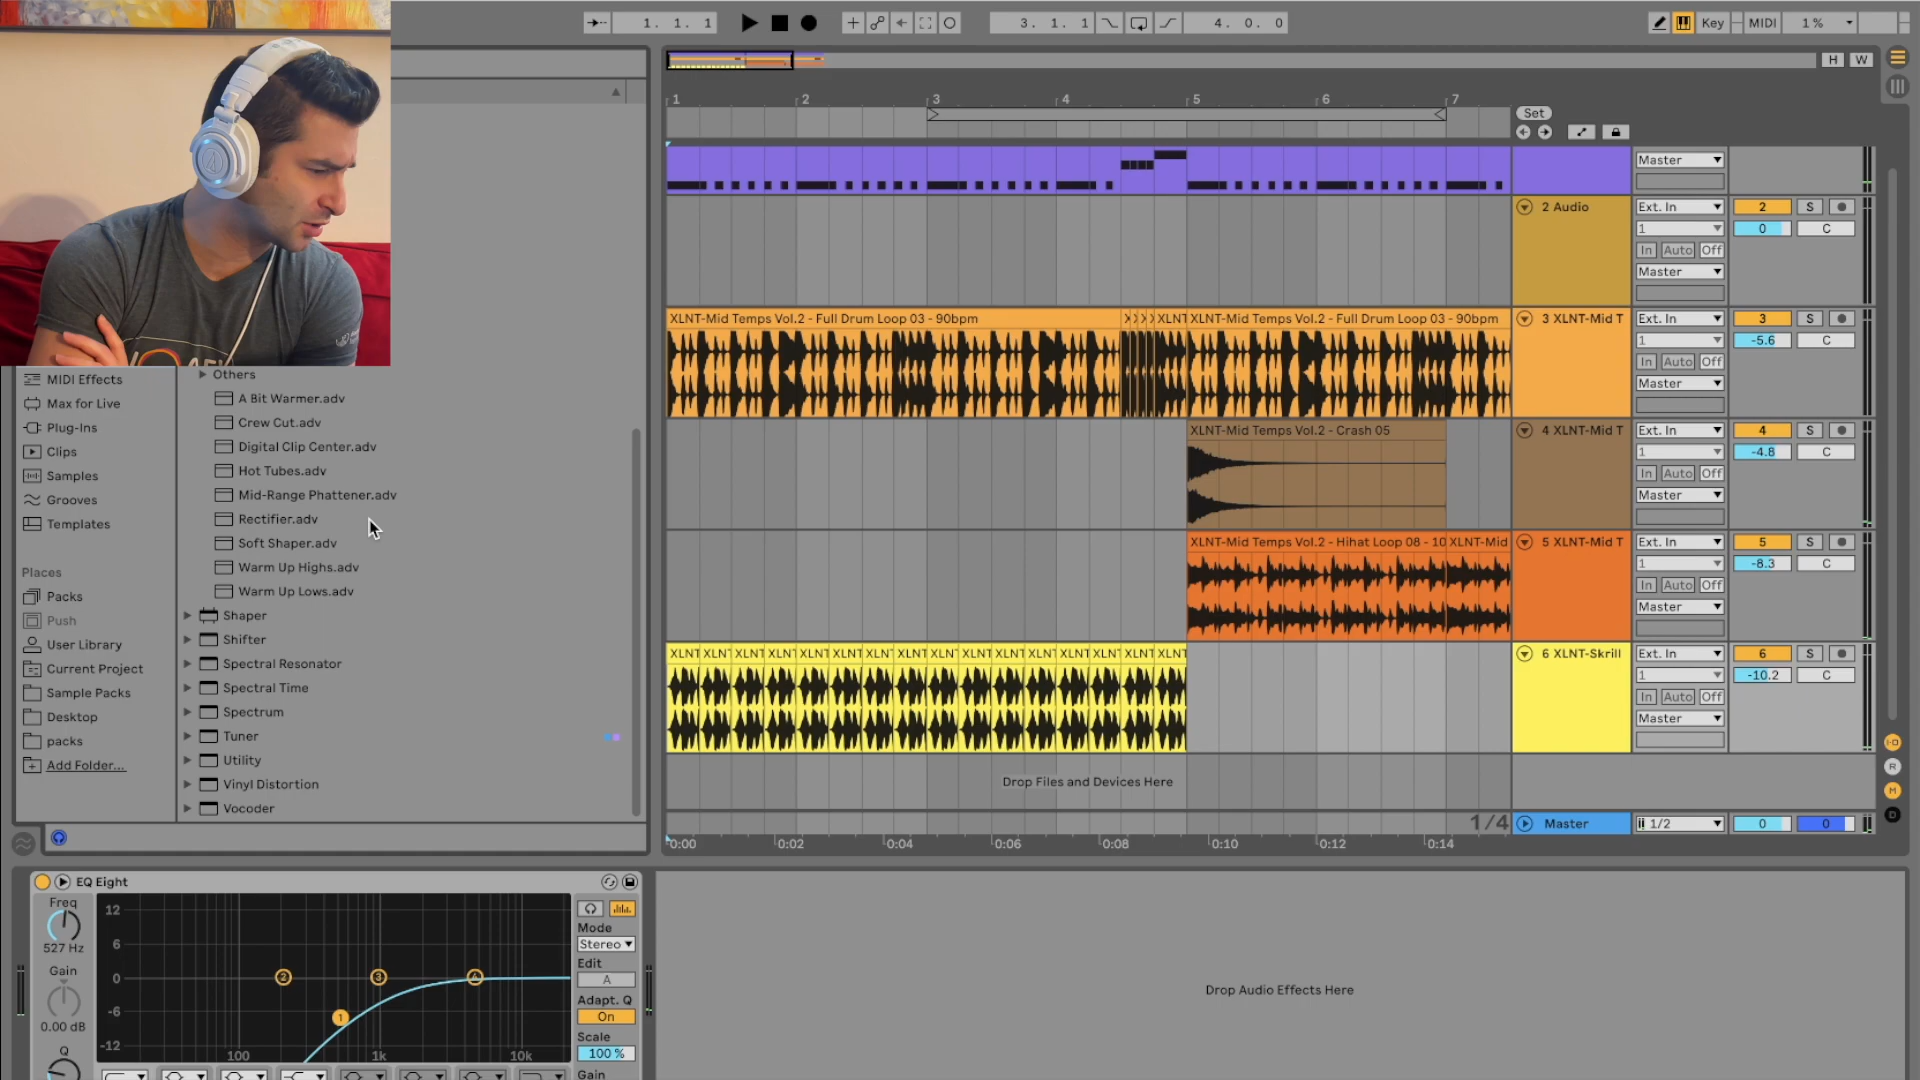 1. 1. 1
3. 1. 1
4. 0. 0
Key
MIDI
1 %
H
W
1
2
3
4
5
6
7
Set
Master
2 Audio
Ext. In
2
S
1
0
C
In
Auto
Off
Master
XLNT-Mid Temps Vol.2 - Full Drum Loop 03 - 90bpm
XLNT
XLNT-Mid Temps Vol.2 - Full Drum Loop 03 - 90bpm
3 XLNT-Mid T
Ext. In
3
S
1
-5.6
C
In
Auto
Off
Master
XLNT-Mid Temps Vol.2 - Crash 05
4 XLNT-Mid T
Ext. In
4
S
1
-4.8
C
In
Auto
Off
Master
XLNT-Mid Temps Vol.2 - Hihat Loop 08 - 10
XLNT-Mid
5 XLNT-Mid T
Ext. In
5
S
1
-8.3
C
In
Auto
Off
Master
XLNT XLNT XLNT XLNT XLNT XLNT XLNT XLNT XLNT XLNT XLNT XLNT XLNT XLNT XLNT XLNT
6 XLNT-Skrill
Ext. In
6
S
1
-10.2
C
In
Auto
Off
Master
Drop Files and Devices Here
1/4
Master
1/2
0
0
0:00
0:02
0:04
0:06
0:08
0:10
0:12
0:14
I-O
R
M
D
MIDI Effects
Max for Live
Plug-Ins
Clips
Samples
Grooves
Templates
Places
Packs
Push
User Library
Current Project
Sample Packs
Desktop
packs
Add Folder...
Others
A Bit Warmer.adv
Crew Cut.adv
Digital Clip Center.adv
Hot Tubes.adv
Mid-Range Phattener.adv
Rectifier.adv
Soft Shaper.adv
Warm Up Highs.adv
Warm Up Lows.adv
Shaper
Shifter
Spectral Resonator
Spectral Time
Spectrum
Tuner
Utility
Vinyl Distortion
Vocoder
EQ Eight
Freq
527 Hz
Gain
0.00 dB
Q
12
6
0
-6
-12
1
2
3
4
100
1k
10k
Mode
Stereo
Edit
A
Adapt. Q
On
Scale
100 %
Gain
Drop Audio Effects Here